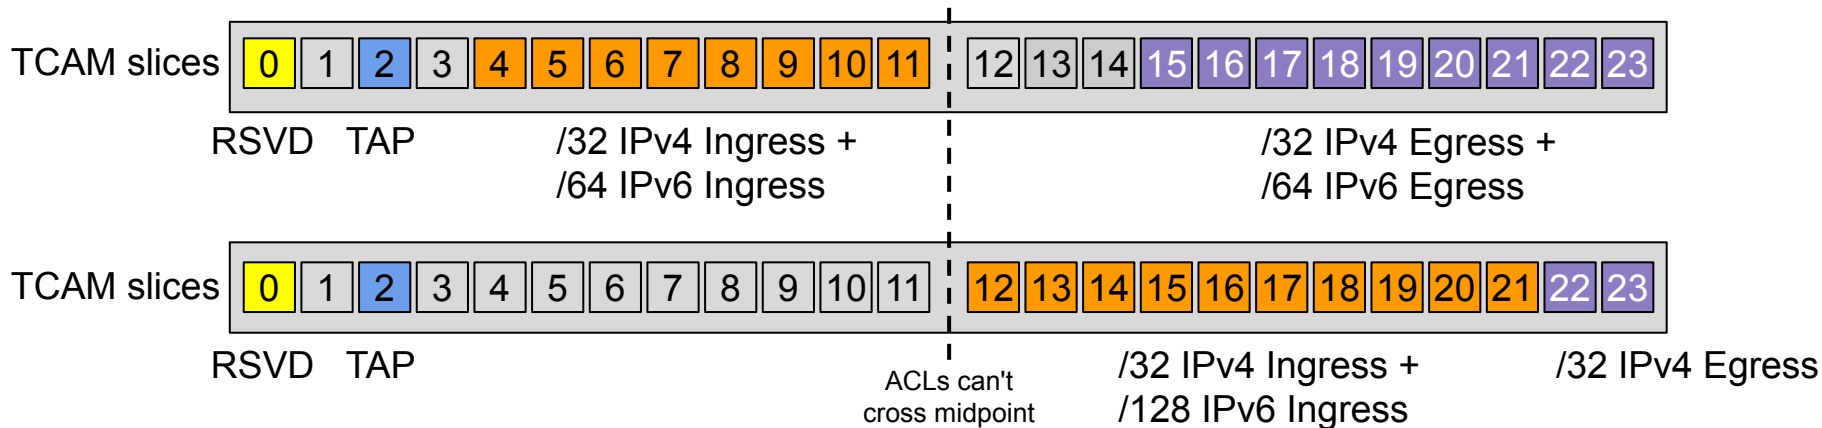 TCAM slices 0 1 2 3 4 5 6 7 8 9 10 11 12 13 14 15 16 17 18 19 20 21 22 23
RSVD TAP /32 IPv4 Ingress + /32 IPv4 Egress +
/64 IPv6 Ingress /64 IPv6 Egress
TCAM slices 0 1 2 3 4 5 6 7 8 9 10 11 12 13 14 15 16 17 18 19 20 21 22 23
RSVD TAP /32 IPv4 Ingress + /32 IPv4 Egress
ACLs can't
cross midpoint /128 IPv6 Ingress